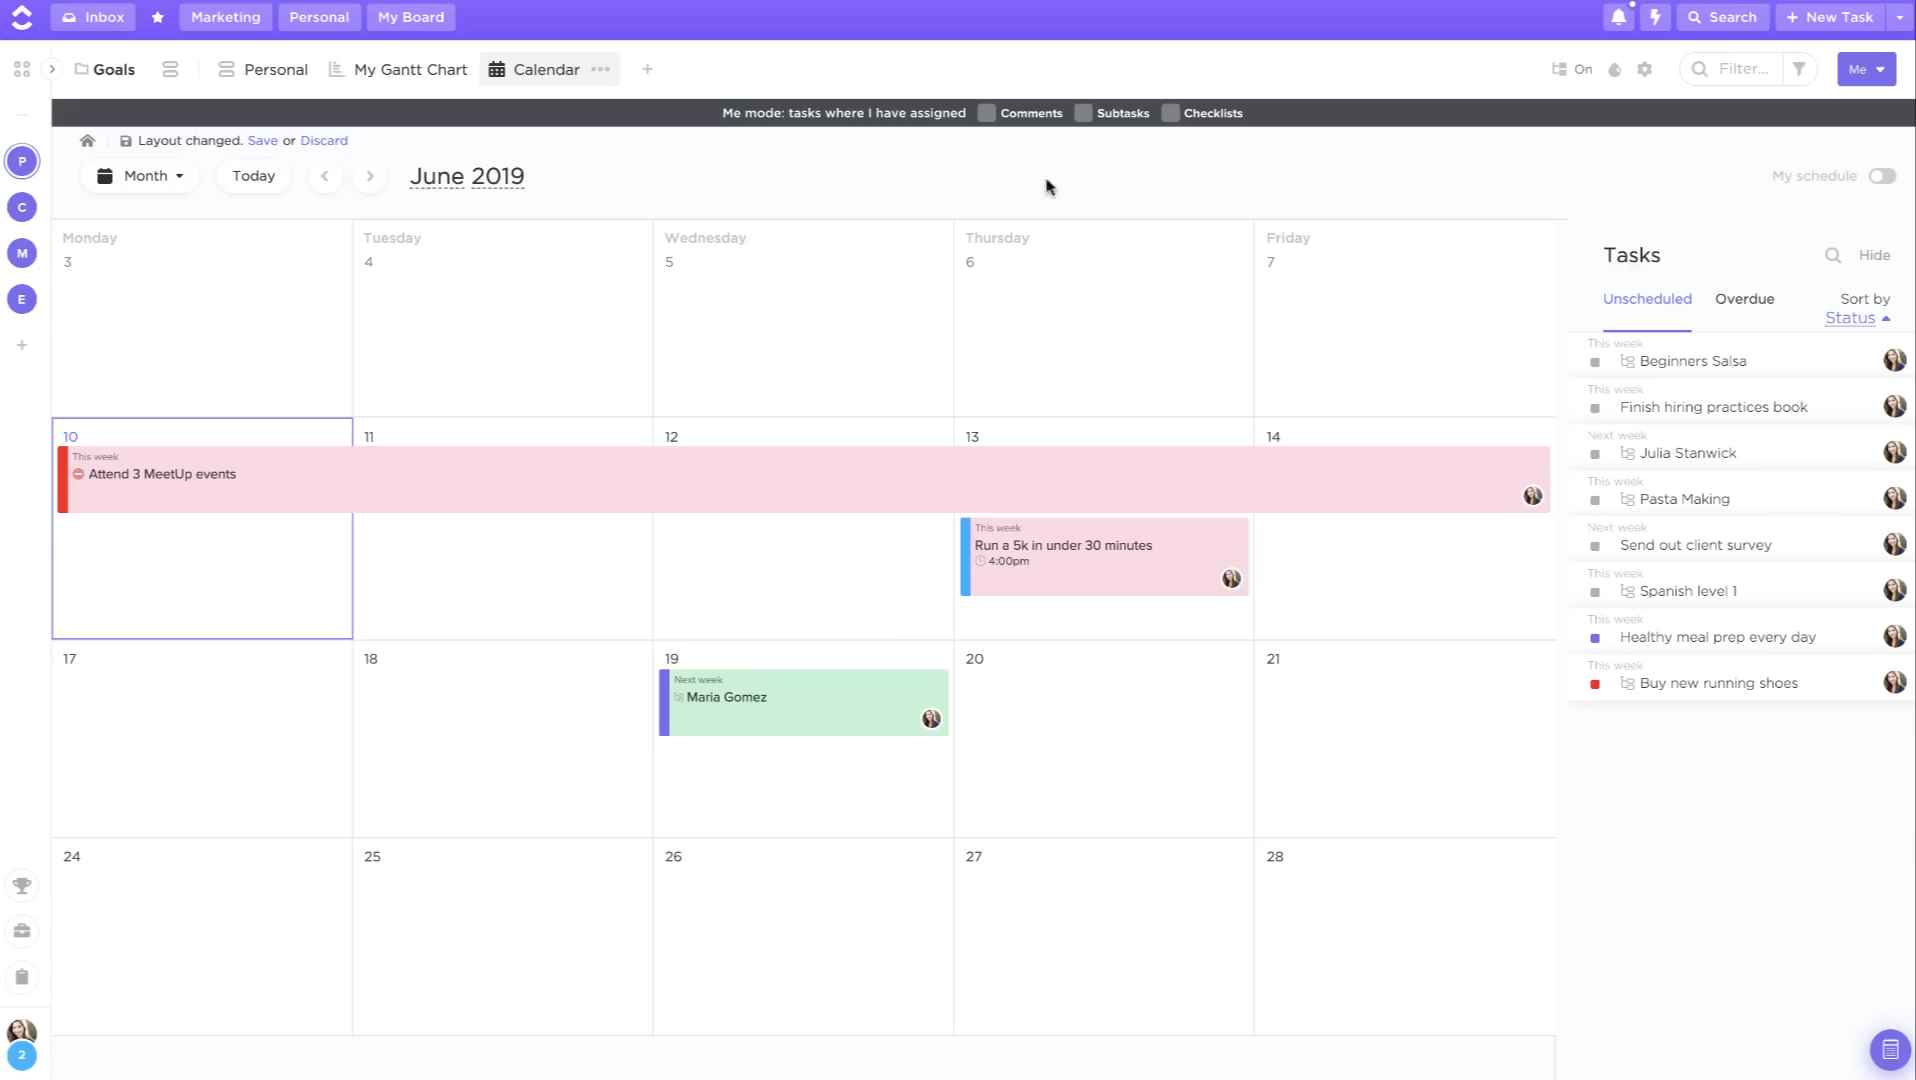 Inbox
Marketing
Personal
My Board
Search
+ New Task
Goals
Personal
My Gantt Chart
Calendar
On
Filter...
Me
Me mode: tasks where I have assigned
Comments
Subtasks
Checklists
Layout changed. Save or Discard
Month
Today
June 2019
My schedule
P
C
M
E
Monday
Tuesday
Wednesday
Thursday
Friday
3
4
5
6
7
10
11
12
13
14
This week
Attend 3 MeetUp events
This week
Run a 5k in under 30 minutes
4:00pm
17
18
19
20
21
Next week
Maria Gomez
24
25
26
27
28
Tasks
Hide
Unscheduled
Overdue
Sort by
Status
This week
Beginners Salsa
This week
Finish hiring practices book
Next week
Julia Stanwick
This week
Pasta Making
Next week
Send out client survey
This week
Spanish level 1
This week
Healthy meal prep every day
This week
Buy new running shoes
2